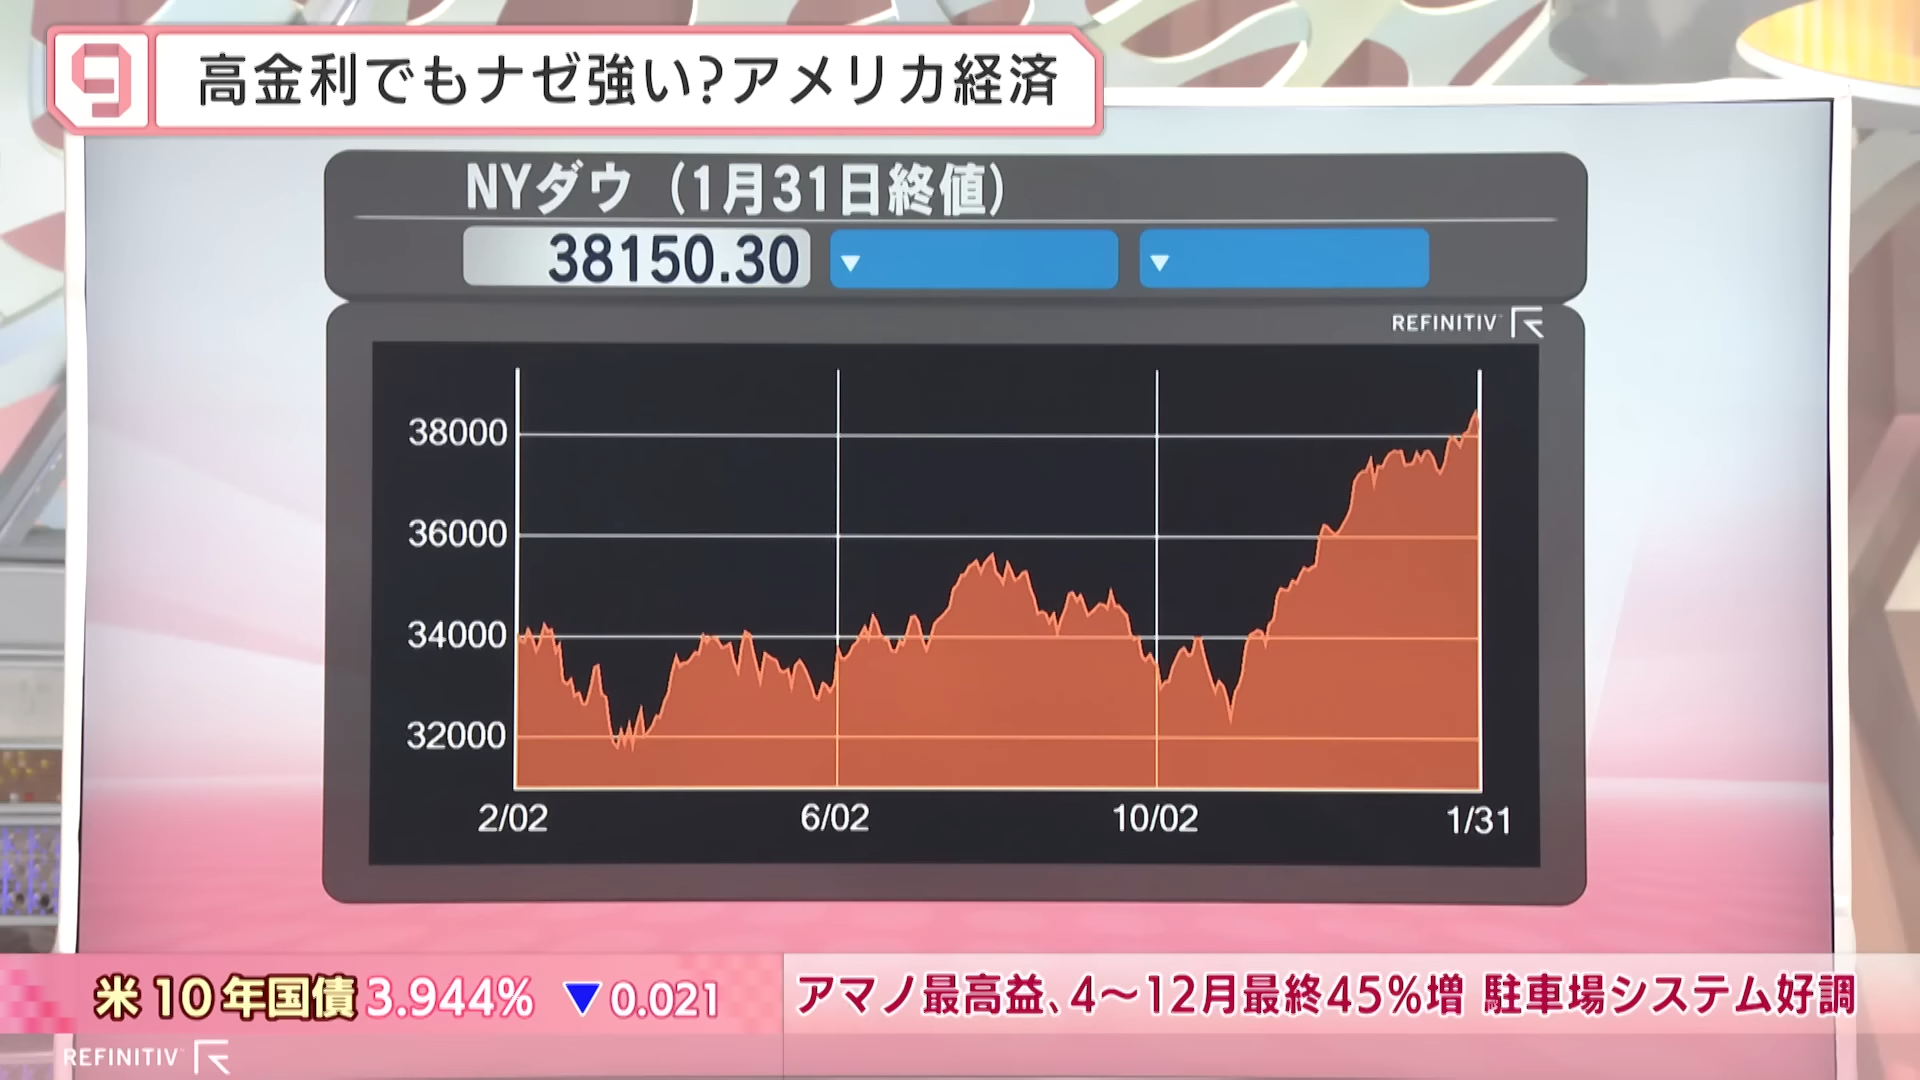 9
高金利でもナゼ強い?アメリカ経済
NYダウ (1月31日終値)
38150.30 ▼ ▼
REFINITIV
38000
36000
34000
32000
2/02 6/02 10/02 1/31
米10年国債 3.944% ▼0.021
アマノ最高益、4〜12月最終45%増 駐車場システム好調
REFINITIV